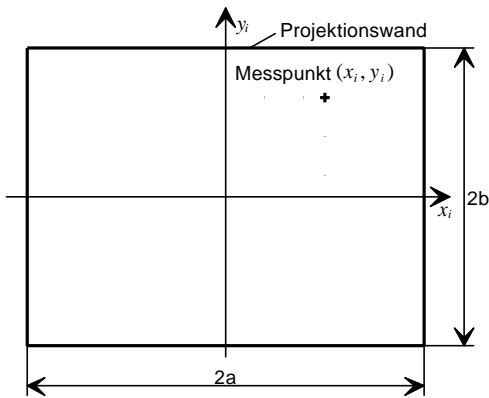 y_i
Projektionswand
Messpunkt (x_i, y_i)
x_i
2b
2a